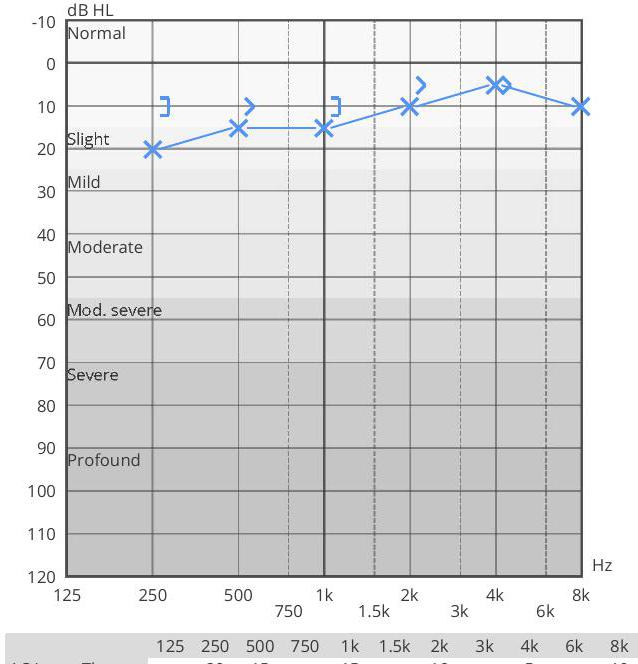 dB HL
-10
Normal
0
10
Slight
20
Mild
30
40
Moderate
50
Mod. severe
60
70
Severe
80
90
Profound
100
110
120
Hz
125 250 500 1k 2k 4k 8k
750 1.5k 3k 6k
125 250 500 750 1k 1.5k 2k 3k 4k 6k 8k